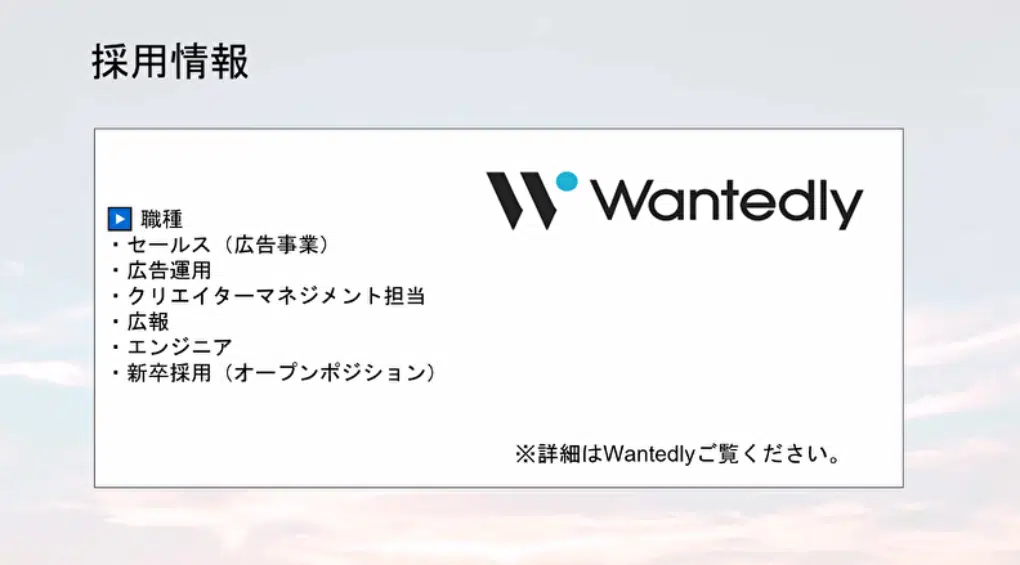 採用情報
Wantedly
▶ 職種
・セールス（広告事業）
・広告運用
・クリエイターマネジメント担当
・広報
・エンジニア
・新卒採用（オープンポジション）
※詳細はWantedlyご覧ください。